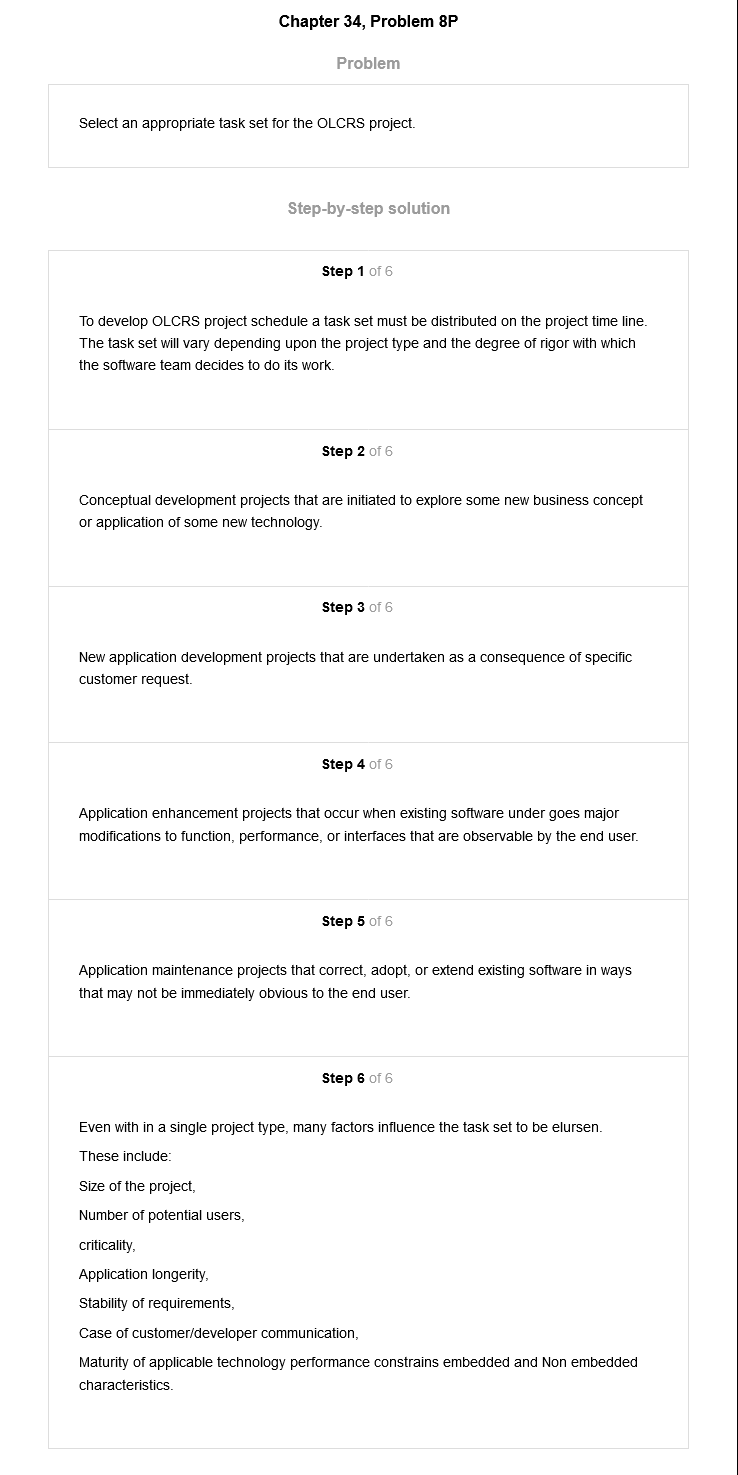 Chapter 34, Problem 8P
Problem
Select an appropriate task set for the OLCRS project.
Step-by-step solution
Step 1 of 6
To develop OLCRS project schedule a task set must be distributed on the project time line.
The task set will vary depending upon the project type and the degree of rigor with which
the software team decides to do its work.
Step 2 of 6
Conceptual development projects that are initiated to explore some new business concept
or application of some new technology.
Step 3 of 6
New application development projects that are undertaken as a consequence of specific
customer request.
Step 4 of 6
Application enhancement projects that occur when existing software under goes major
modifications to function, performance, or interfaces that are observable by the end user.
Step 5 of 6
Application maintenance projects that correct, adopt, or extend existing software in ways
that may not be immediately obvious to the end user.
Step 6 of 6
Even with in a single project type, many factors influence the task set to be elursen.
These include:
Size of the project,
Number of potential users,
criticality,
Application longerity,
Stability of requirements,
Case of customer/developer communication,
Maturity of applicable technology performance constrains embedded and Non embedded
characteristics.